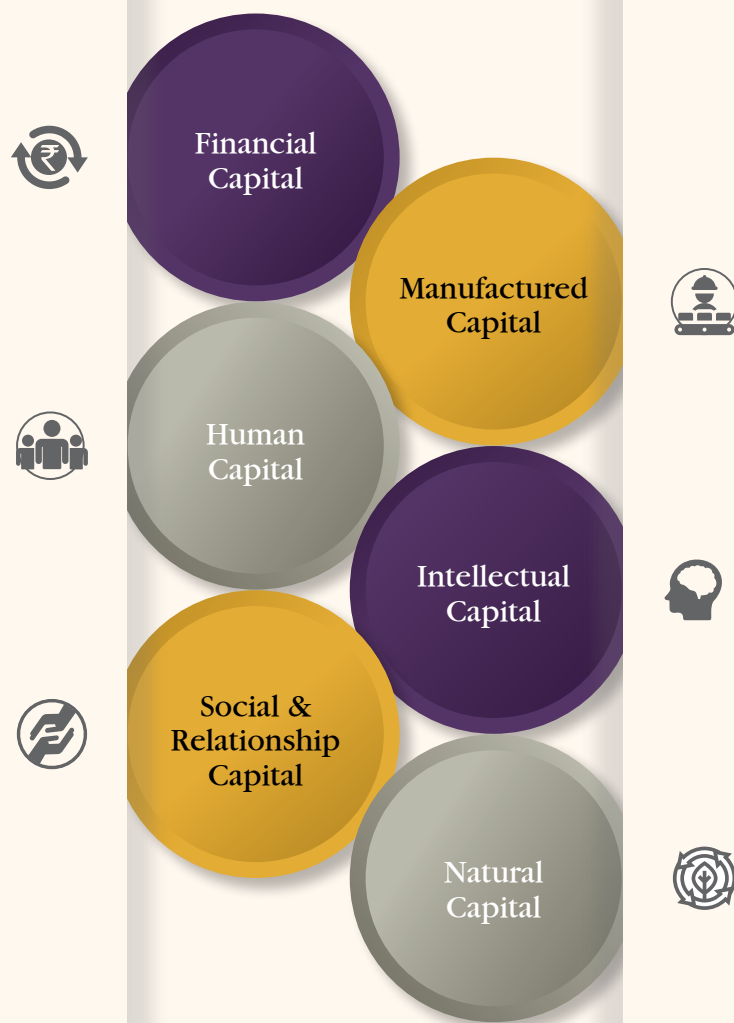 Financial
Capital
Manufactured
Capital
Human
Capital
Intellectual
Capital
Social &
Relationship
Capital
Natural
Capital